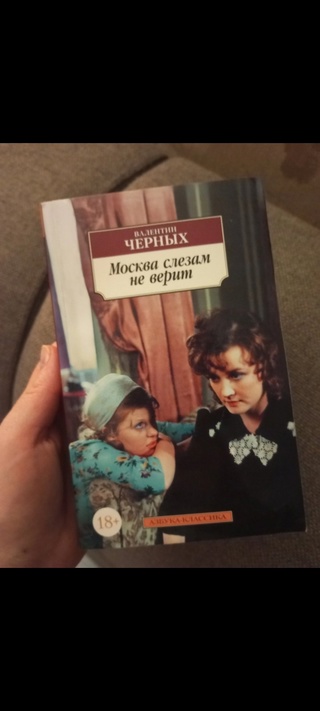 ВАЛЕНТИН
ЧЕРНЫХ
Москва слезам
не верит
18+
АЗБУКА-КЛАССИКА